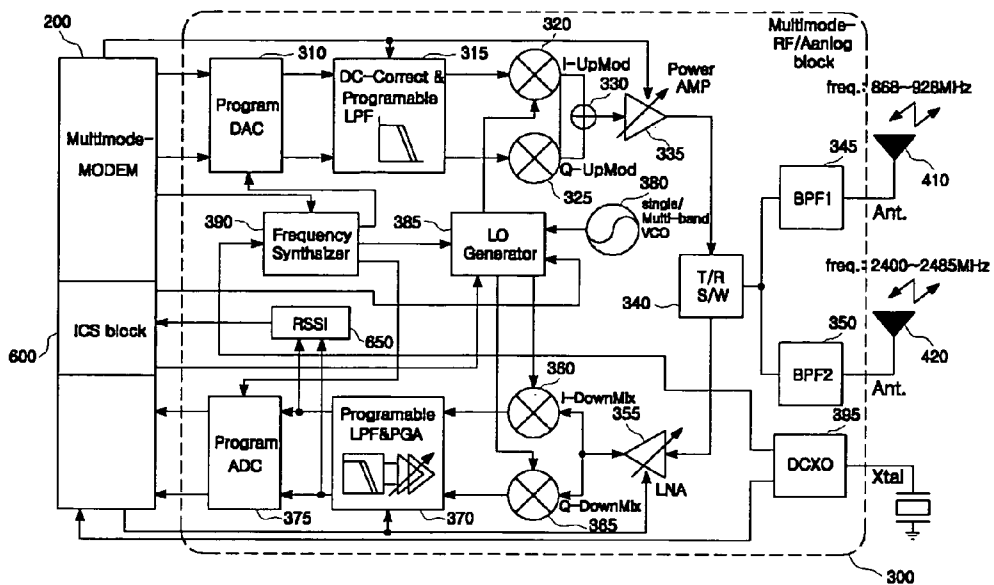 200
310
315
320
Multimode-
RF/Aanlog
block
I-UpMod
330
Power
AMP
freq.: 868~928MHz
Multimode-
MODEM
Program
DAC
DC-Correct &
Programable
LPF
335
345
410
BPF1
Ant.
Q-UpMod
325
380
single/
Multi-band
VCO
390
Frequency
Synthsizer
385
LO
Generator
T/R
S/W
340
freq.: 2400~2485MHz
600
ICS block
RSSI
650
350
420
BPF2
Ant.
360
I-DownMix
355
395
Program
ADC
Programable
LPF&PGA
LNA
DCXO
Xtal
375
370
Q-DownMix
365
300